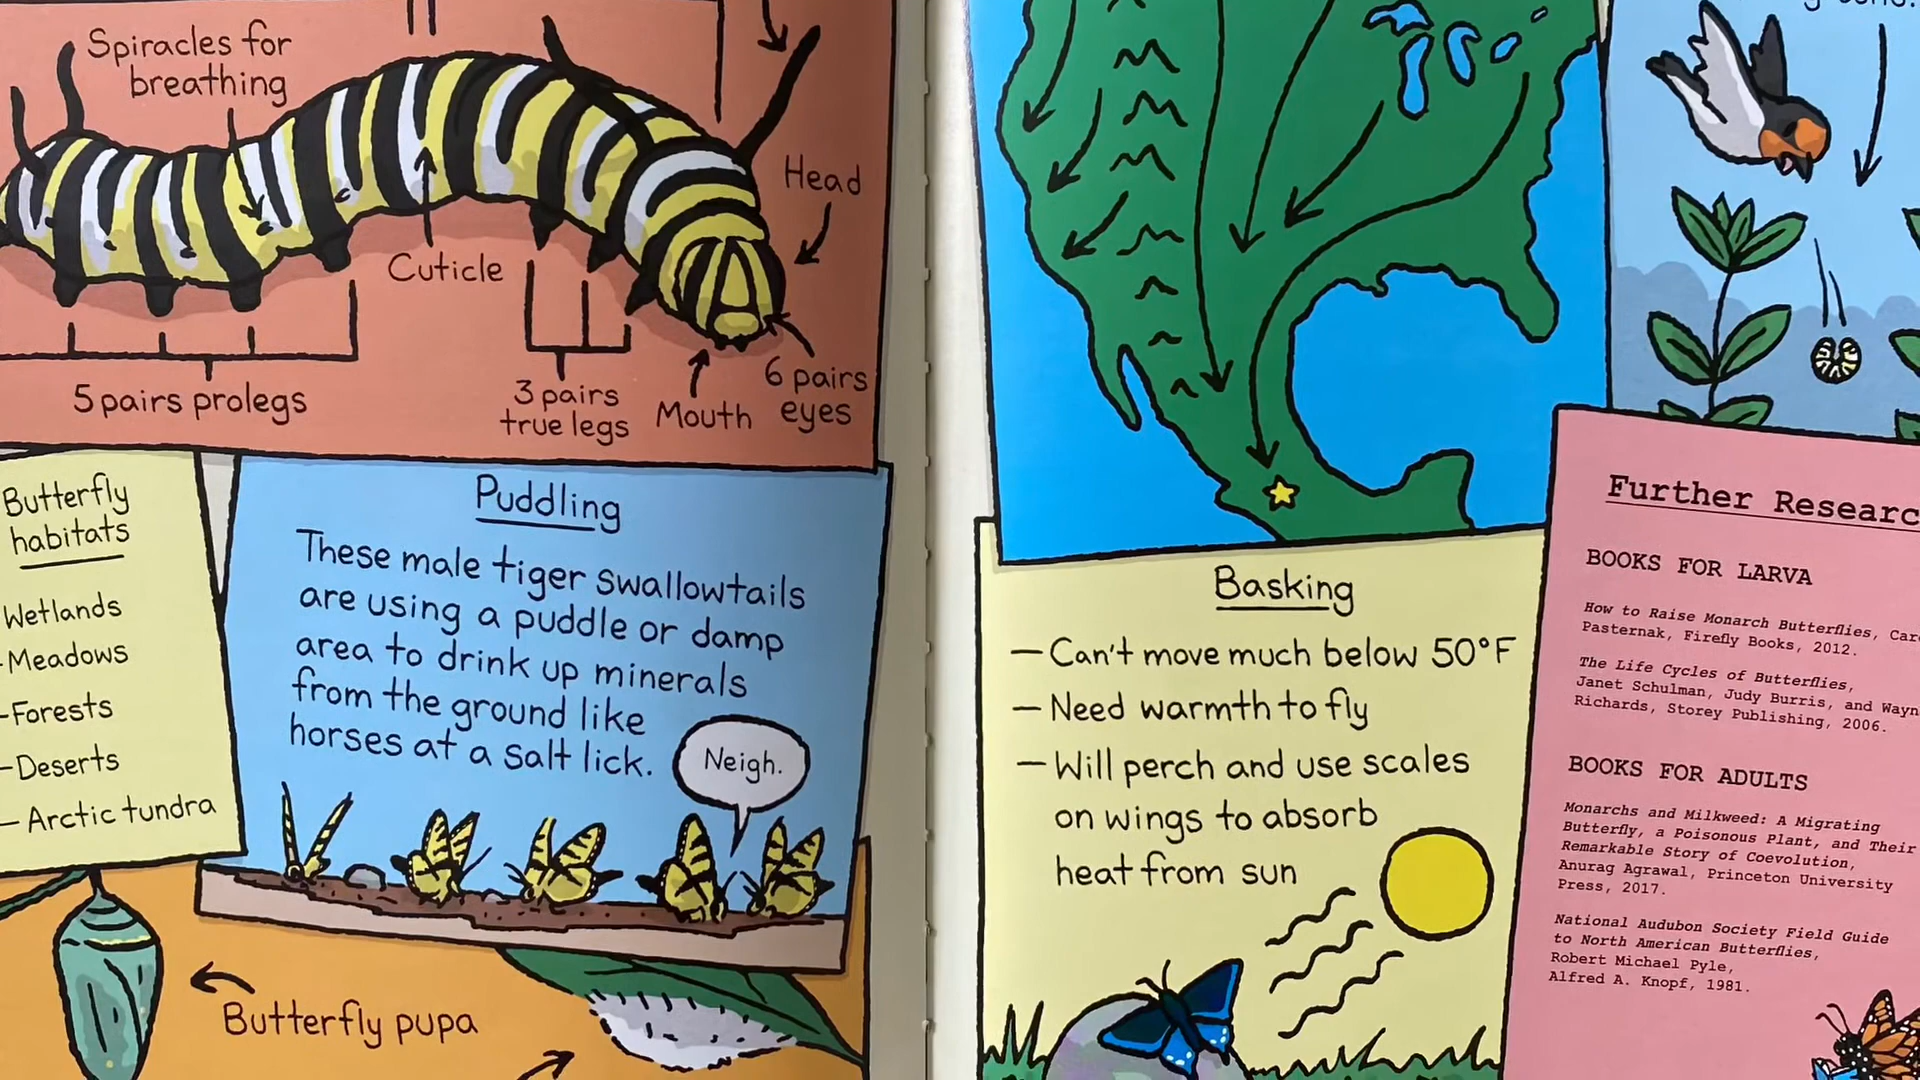 Spiracles for
breathing
Head
Cuticle
5 pairs prolegs
3 pairs
true legs
Mouth
6 pairs
eyes
Butterfly
habitats
Wetlands
- Meadows
- Forests
- Deserts
- Arctic tundra
Puddling
These male tiger swallowtails
are using a puddle or damp
area to drink up minerals
from the ground like
horses at a salt lick.
Neigh.
Butterfly pupa
Basking
- Can't move much below 50°F
- Need warmth to fly
- Will perch and use scales
on wings to absorb
heat from sun
Further
BOOKS FOR LARVA
How to Raise Monarch Butterflies,
Pasternak, Firefly Books, 2012.
The Life Cycles of Butterflies,
Janet Schulman, Judy Burris, and
Richards, Storey Publishing, 2006.
BOOKS FOR ADULTS
Monarchs and Milkweed: A Migrating
Butterfly, a Poisonous Plant, and Their
Remarkable Story of Coevolution,
Anurag Agrawal, Princeton University
Press, 2017.
National Audubon Society Field Guide
to North American Butterflies,
Robert Michael Pyle,
Alfred A. Knopf, 1981.